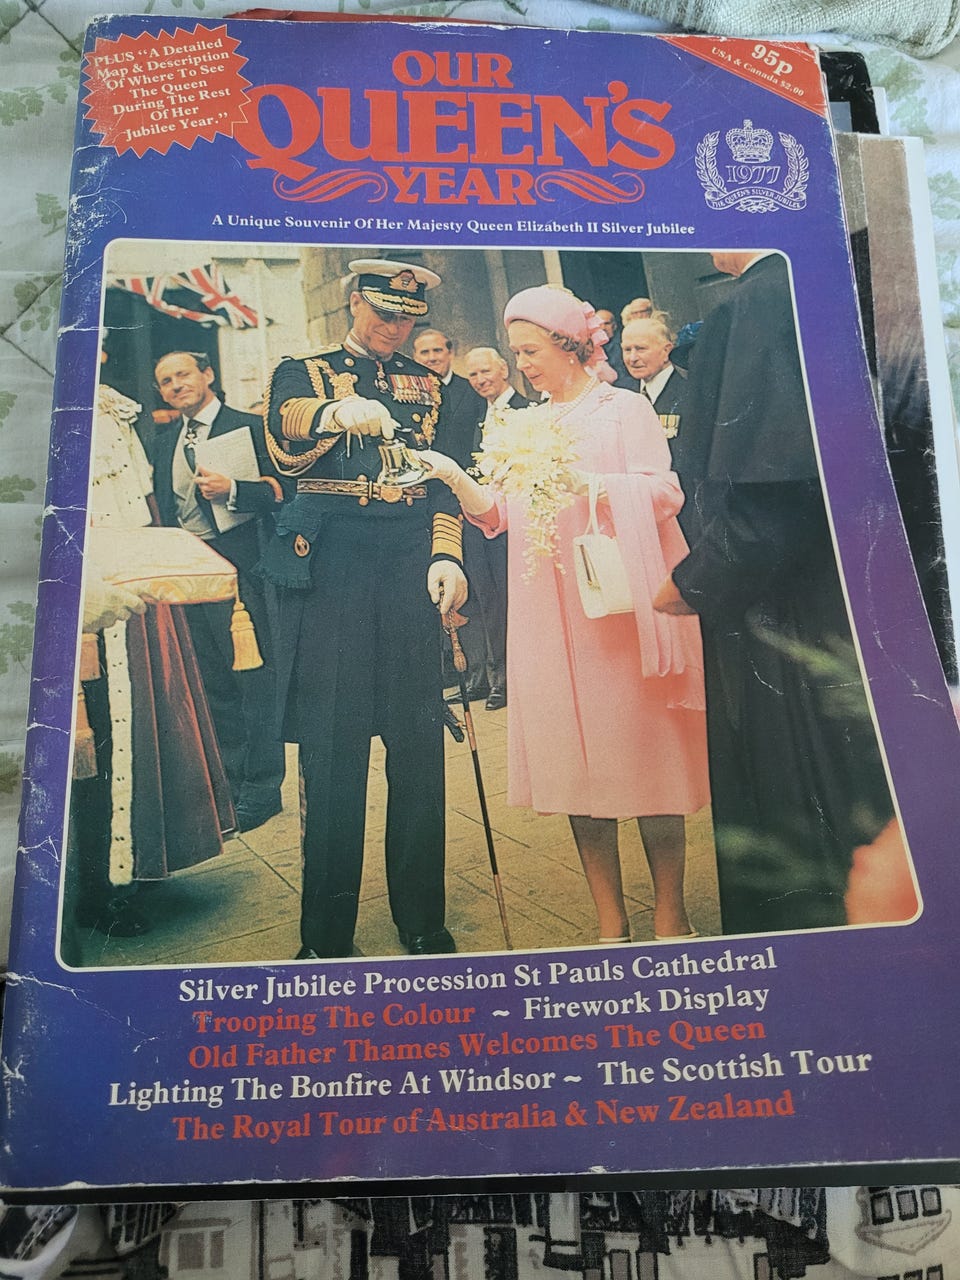 PLUS "A Detailed
Map & Description
Of Where To See
The Queen
During The Rest
Of Her
Jubilee Year."
OUR
QUEEN'S
YEAR
95p
USA & Canada $2.00
1977
THE QUEEN'S SILVER JUBILEE
A Unique Souvenir Of Her Majesty Queen Elizabeth II Silver Jubilee
Silver Jubilee Procession St Pauls Cathedral
Trooping The Colour ~ Firework Display
Old Father Thames Welcomes The Queen
Lighting The Bonfire At Windsor ~ The Scottish Tour
The Royal Tour of Australia & New Zealand